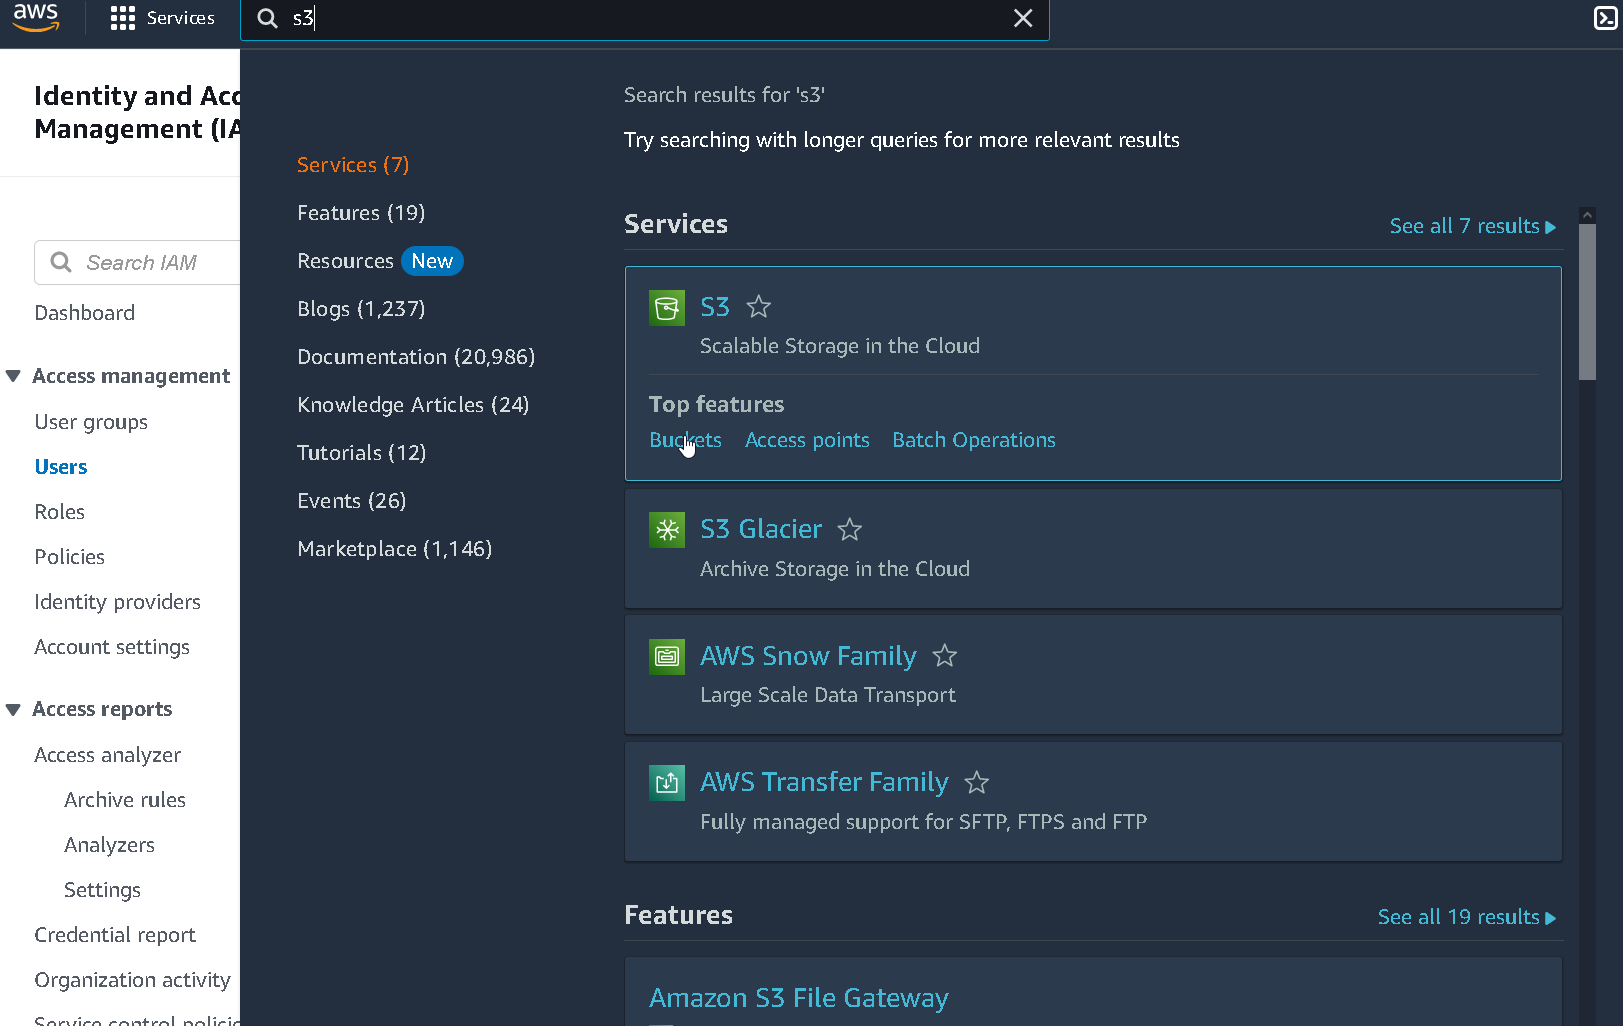 aws
Services
s3
Identity and Acc
Management (IA
Search IAM
Dashboard
Access management
User groups
Users
Roles
Policies
Identity providers
Account settings
Access reports
Access analyzer
Archive rules
Analyzers
Settings
Credential report
Organization activity
Service control policie
Services (7)
Features (19)
Resources New
Blogs (1,237)
Documentation (20,986)
Knowledge Articles (24)
Tutorials (12)
Events (26)
Marketplace (1,146)
Search results for 's3'
Try searching with longer queries for more relevant results
Services See all 7 results
S3
Scalable Storage in the Cloud
Top features
Buckets Access points Batch Operations
S3 Glacier
Archive Storage in the Cloud
AWS Snow Family
Large Scale Data Transport
AWS Transfer Family
Fully managed support for SFTP, FTPS and FTP
Features See all 19 results
Amazon S3 File Gateway